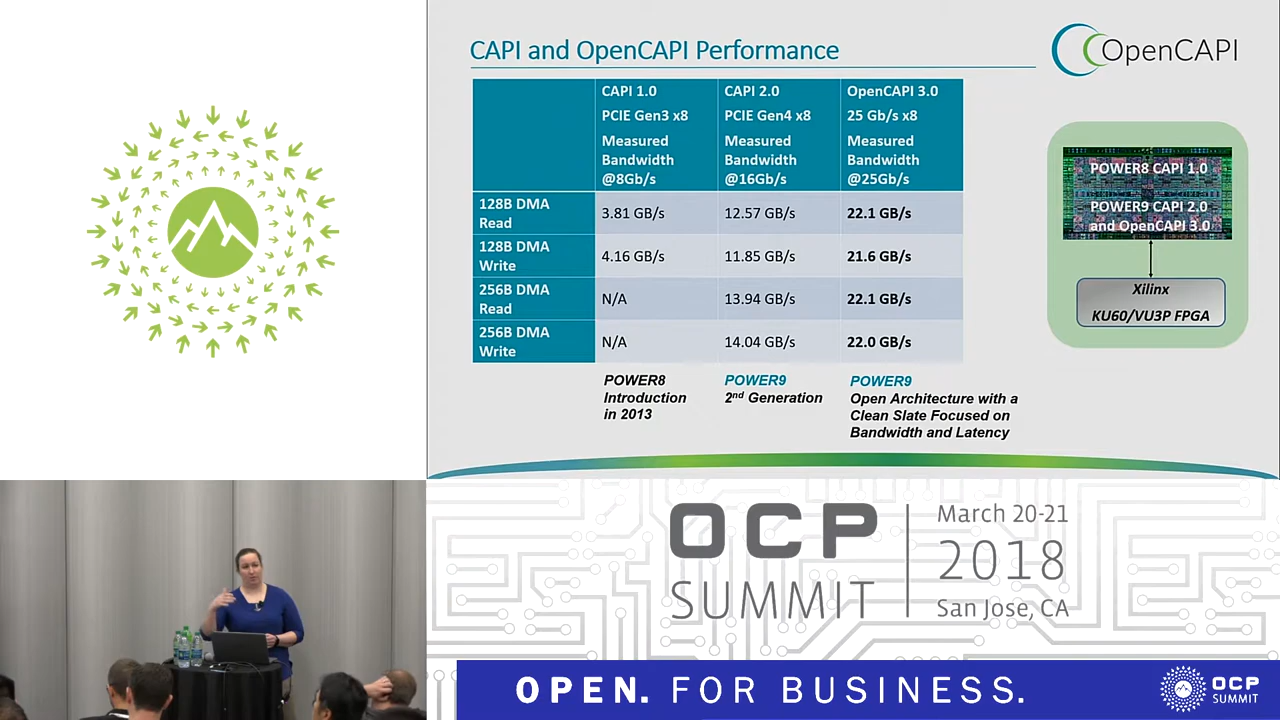 CAPI and OpenCAPI Performance
OpenCAPI
CAPI 1.0
PCIE Gen3 x8
Measured
Bandwidth
@8Gb/s
CAPI 2.0
PCIE Gen4 x8
Measured
Bandwidth
@16Gb/s
OpenCAPI 3.0
25 Gb/s x8
Measured
Bandwidth
@25Gb/s
128B DMA
Read
3.81 GB/s
12.57 GB/s
22.1 GB/s
128B DMA
Write
4.16 GB/s
11.85 GB/s
21.6 GB/s
256B DMA
Read
N/A
13.94 GB/s
22.1 GB/s
256B DMA
Write
N/A
14.04 GB/s
22.0 GB/s
POWER8
Introduction
in 2013
POWER9
2nd Generation
POWER9
Open Architecture with a
Clean Slate Focused on
Bandwidth and Latency
POWER8 CAPI 1.0
POWER9 CAPI 2.0
and OpenCAPI 3.0
Xilinx
KU60/VU3P FPGA
OCP
SUMMIT
March 20-21
2018
San Jose, CA
OPEN. FOR BUSINESS.
OCP
SUMMIT